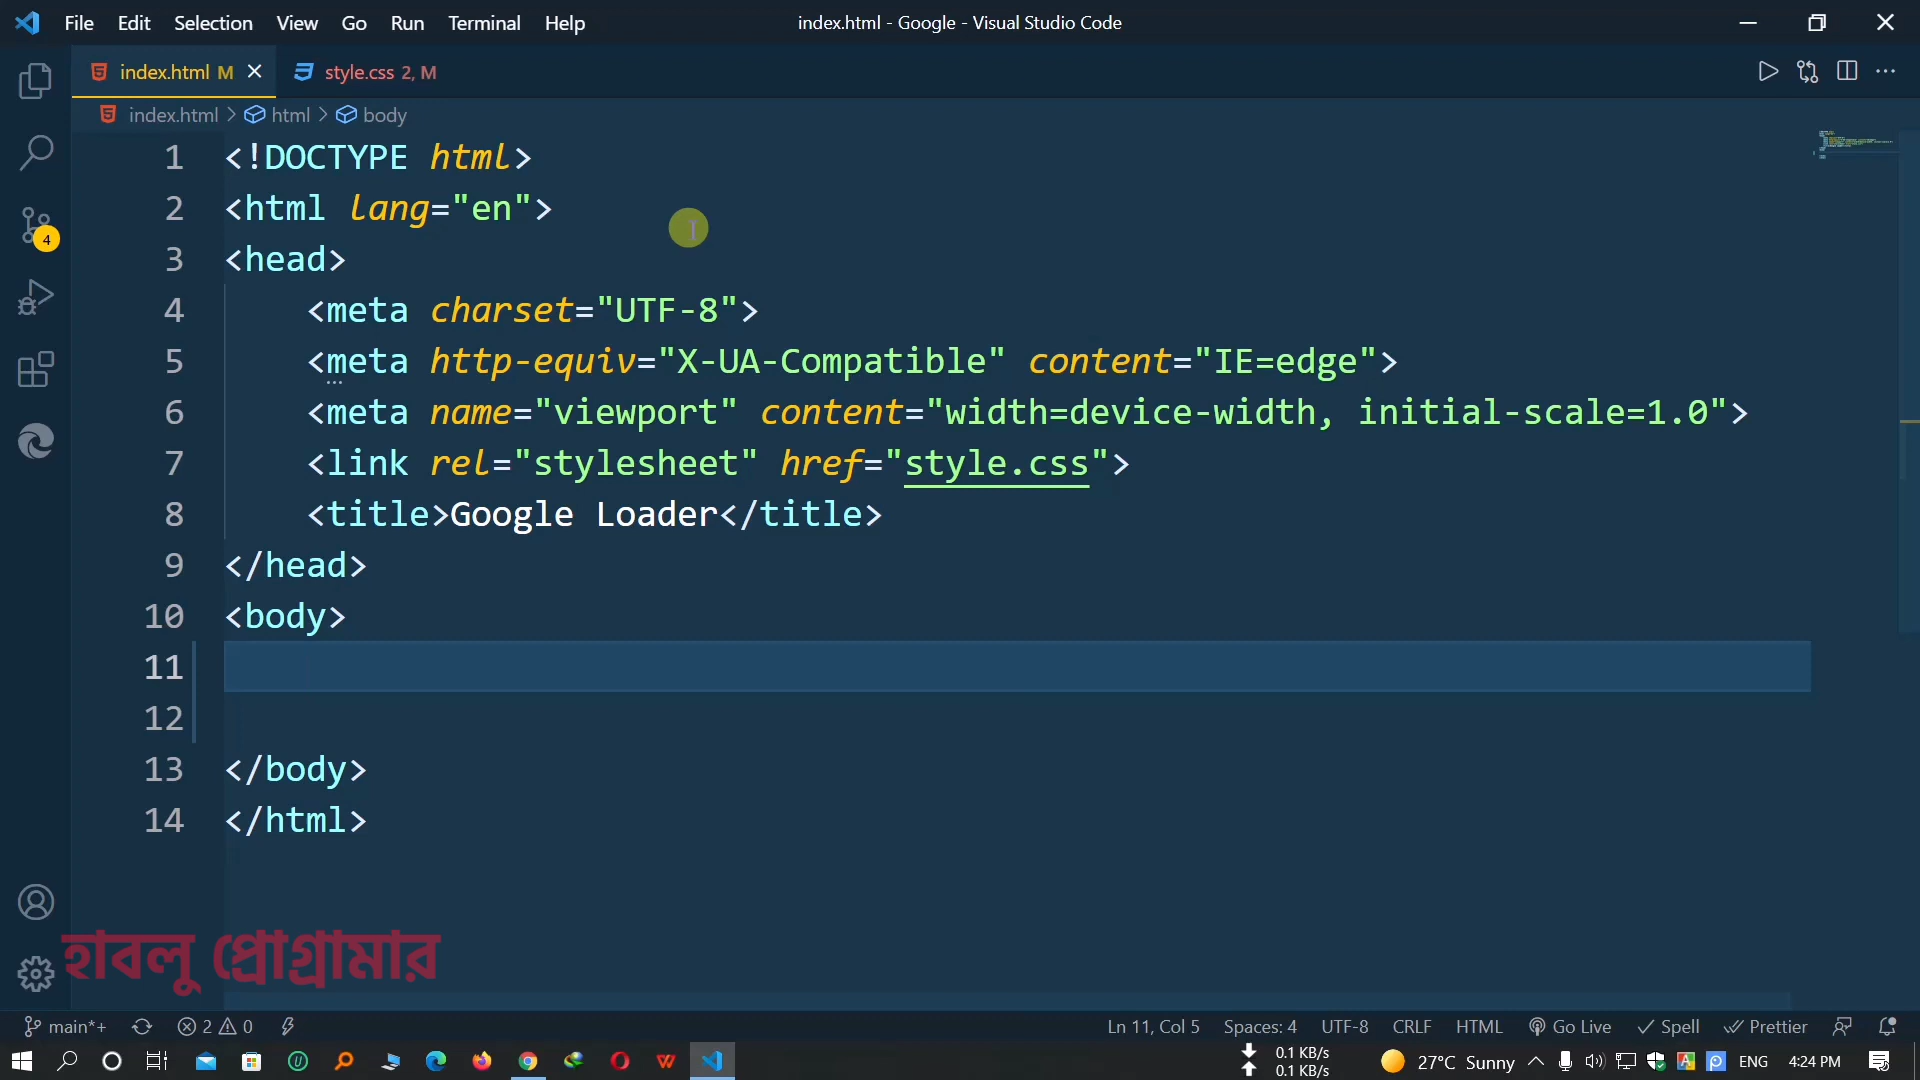 File Edit Selection View Go Run Terminal Help
index.html - Google - Visual Studio Code
index.html M
style.css 2, M
index.html > html > body
1 <!DOCTYPE html>
2 <html lang="en">
3 <head>
4 <meta charset="UTF-8">
5 <meta http-equiv="X-UA-Compatible" content="IE=edge">
6 <meta name="viewport" content="width=device-width, initial-scale=1.0">
7 <link rel="stylesheet" href="style.css">
8 <title>Google Loader</title>
9 </head>
10 <body>
11
12
13 </body>
14 </html>
4
হাবলু প্রোগ্রামার
main*+ 2 0 Ln 11, Col 5 Spaces: 4 UTF-8 CRLF HTML Go Live Spell Prettier
0.1 KB/s
0.1 KB/s
27°C Sunny ENG 4:24 PM